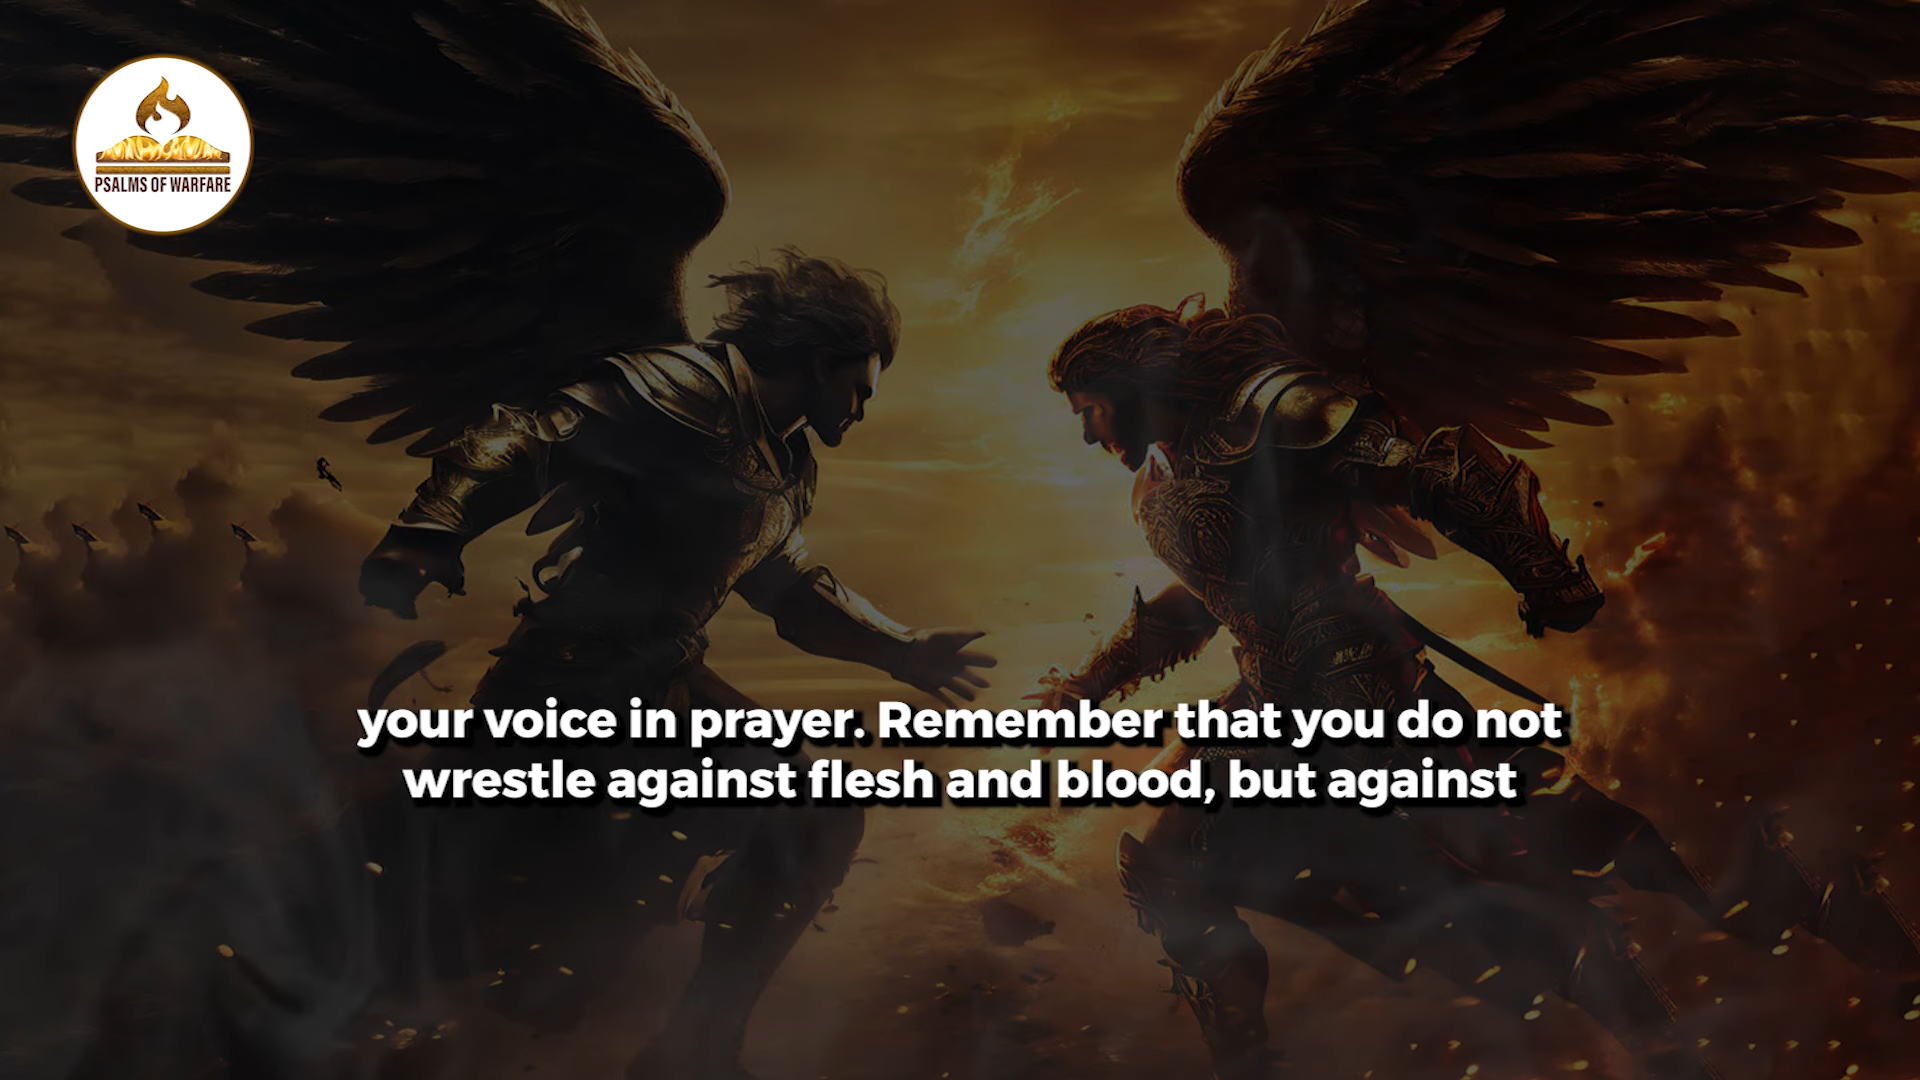 PSALMS OF WARFARE
your voice in prayer. Remember that you do not
wrestle against flesh and blood, but against